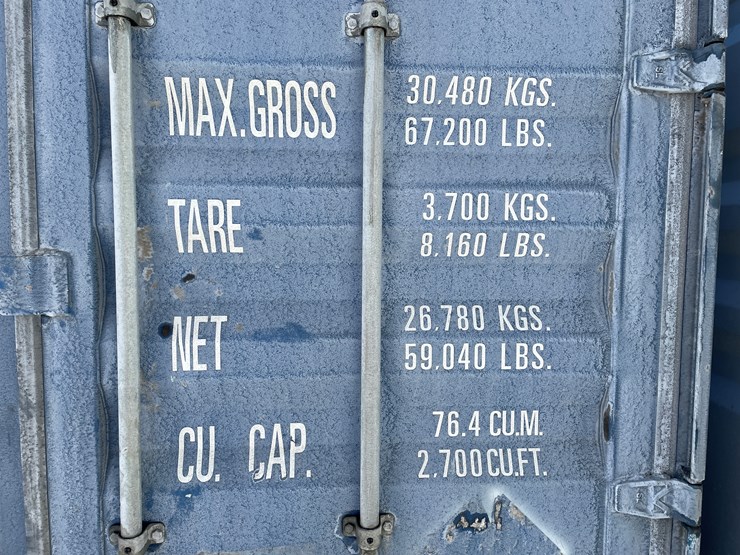 MAX.GROSS 30.480 KGS.
67,200 LBS.
TARE 3.700 KGS.
8.160 LBS.
NET 26,780 KGS.
59.040 LBS.
CU. CAP. 76.4 CU.M.
2,700 CU.FT.